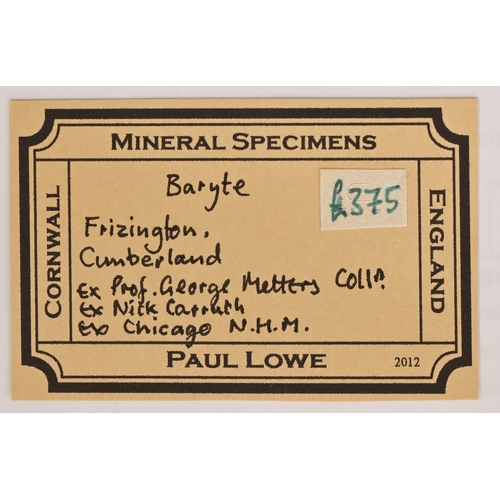 MINERAL SPECIMENS
CORNWALL
ENGLAND
Baryte
£375
Frizington,
Cumberland
Ex Prof. George Metters Colln.
Ex Nick Carruth
Ex Chicago N.H.M.
PAUL LOWE
2012